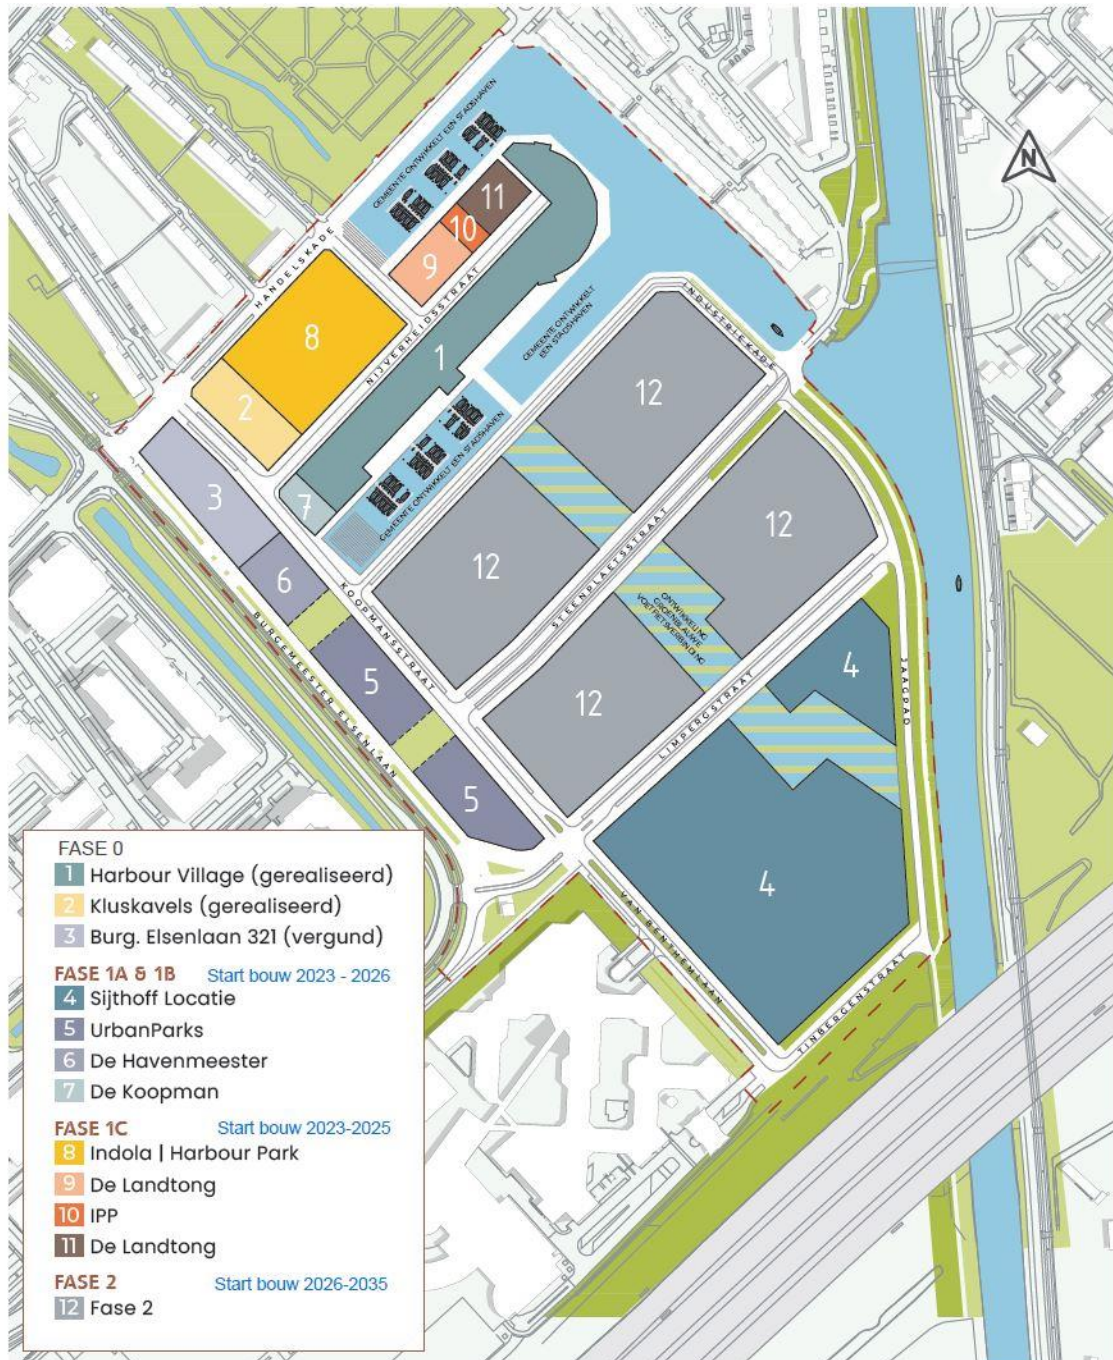 GEMEENTE ONTWIKKELT EEN STADSHAVEN
N
11
10
9
HANDELSKADE
NIJVERHEIDSSTRAAT
8
1
GEMEENTE ONTWIKKELT
EEN STADSHAVEN
INDUSTRIEKADE
2
12
GEMEENTE ONTWIKKELT EEN STADSHAVEN
3
7
12
12
6
KOOPMANSSTRAAT
STEENPLAETSSTRAAT
ONTWIKKELING
GROENBLAUWE
VOETFIETSVERBINDING
BURGEMEESTER ELSENLAAN
5
12
4
JAAGPAD
LIMPERGSTRAAT
5
4
VAN BENTHEMLAAN
TINBERGENSTRAAT
FASE 0
1 Harbour Village (gerealiseerd)
2 Kluskavels (gerealiseerd)
3 Burg. Elsenlaan 321 (vergund)
FASE 1A & 1B Start bouw 2023 - 2026
4 Sijthoff Locatie
5 UrbanParks
6 De Havenmeester
7 De Koopman
FASE 1C Start bouw 2023-2025
8 Indola | Harbour Park
9 De Landtong
10 IPP
11 De Landtong
FASE 2 Start bouw 2026-2035
12 Fase 2